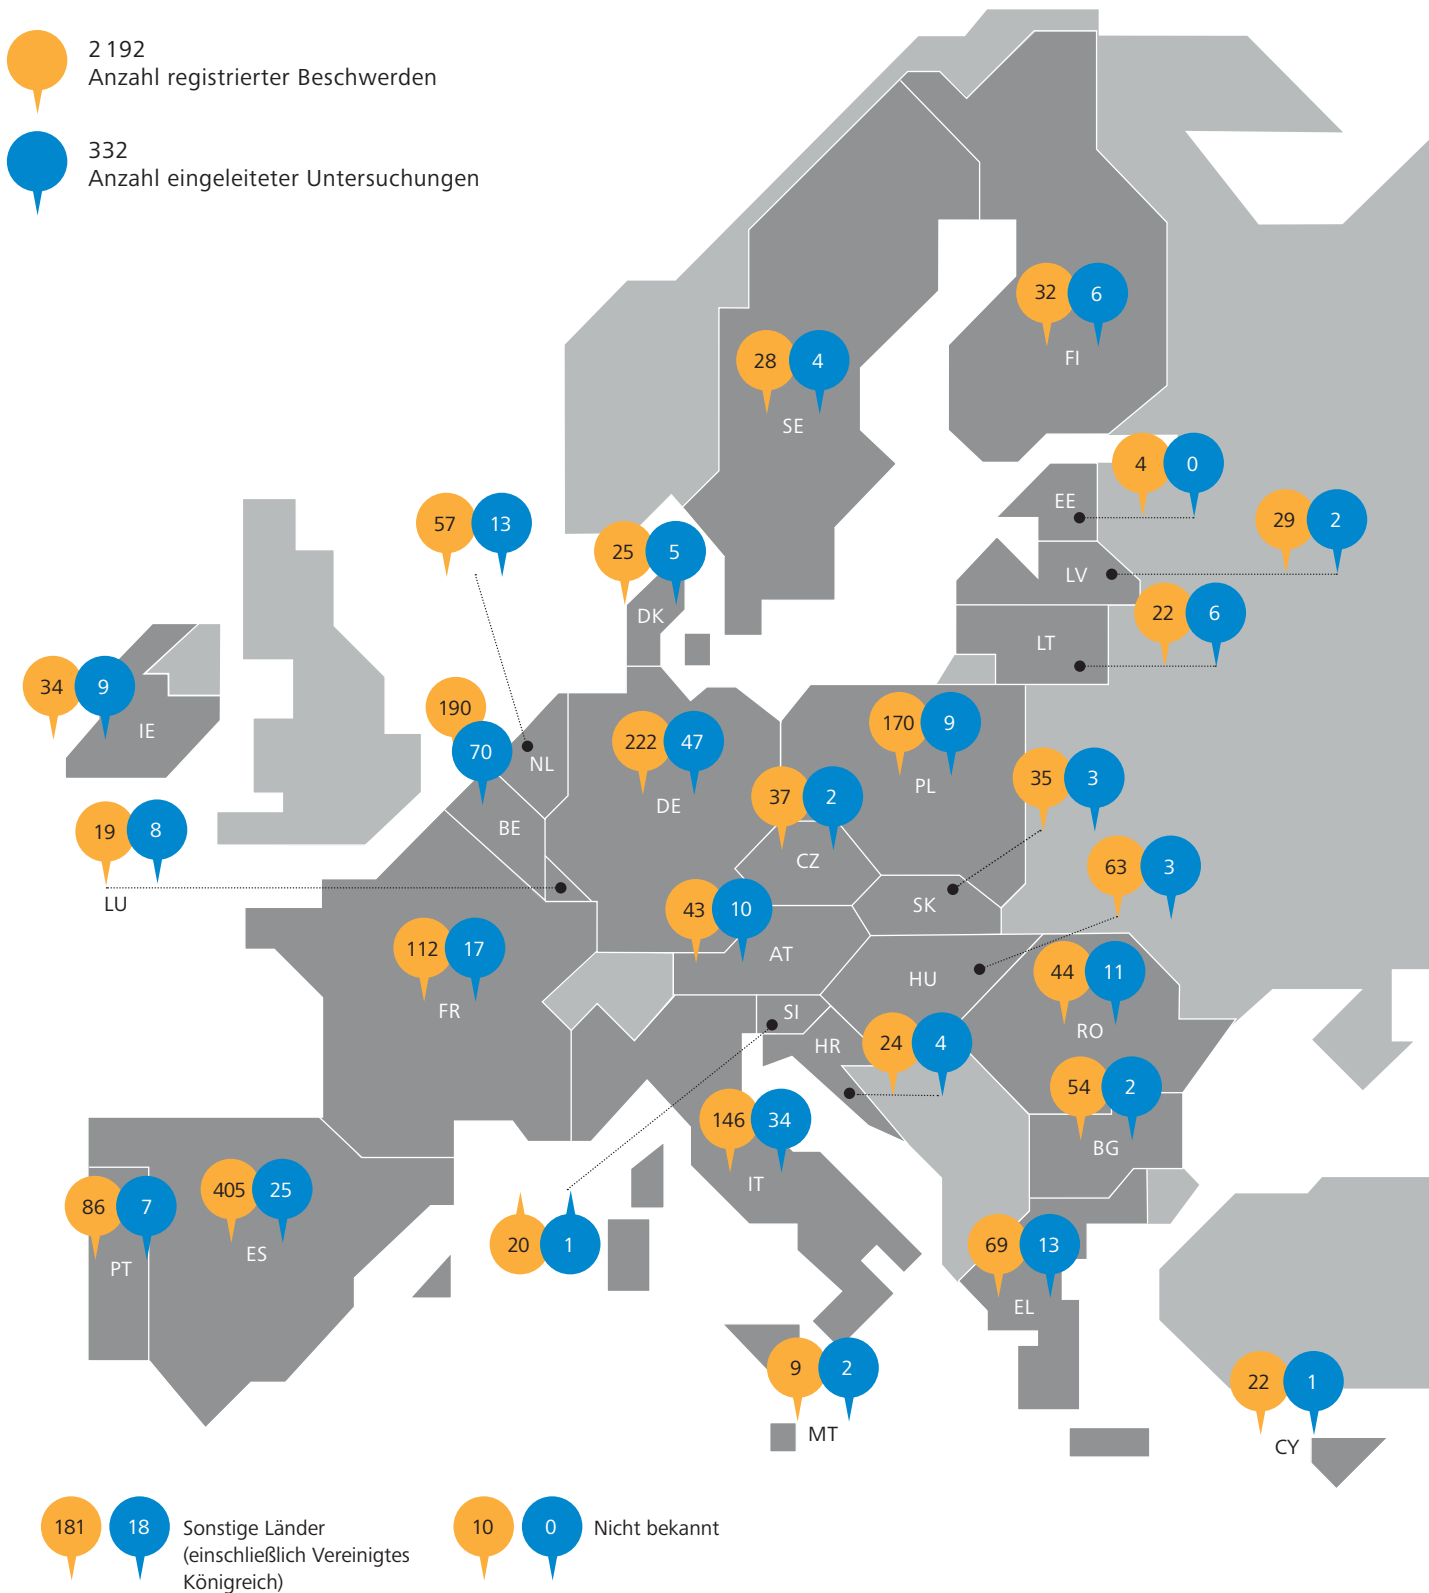 2 192
Anzahl registrierter Beschwerden
332
Anzahl eingeleiteter Untersuchungen
32 6
FI
28 4
SE
4 0
EE
29 2
LV
57 13
NL
25 5
DK
22 6
LT
34 9
IE
190
70
BE
222 47
DE
170 9
PL
35 3
SK
37 2
CZ
19 8
LU
63 3
HU
43 10
AT
112 17
FR
44 11
RO
SI
HR
24 4
54 2
BG
146 34
IT
86 7
PT
405 25
ES
20 1
69 13
EL
9 2
MT
22 1
CY
181 18 Sonstige Länder
(einschließlich Vereinigtes
Königreich)
10 0 Nicht bekannt